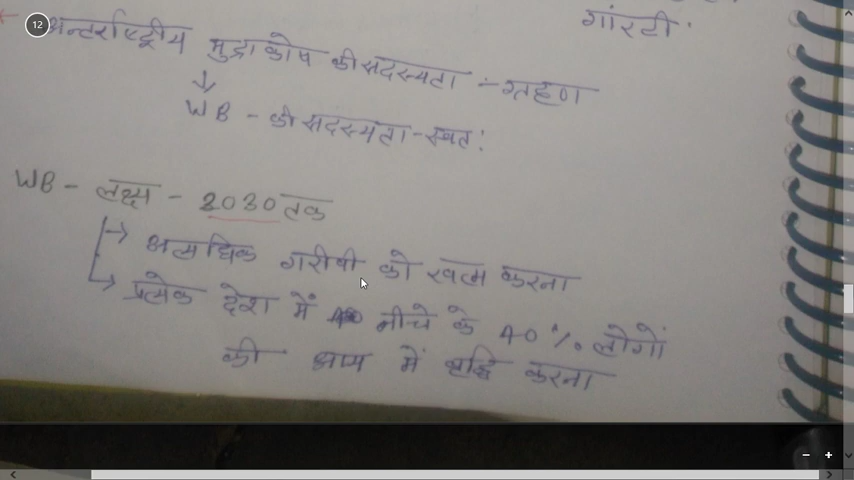 गांरटी'
12
अन्तर्राष्ट्रीय मुद्रा कोष की सदस्यता :- ग्रहण
↓
WB - की सदस्यता - स्वत:
WB - लक्ष्य - 2030 तक
→ अत्यधिक गरीबी को खत्म करना
→ प्रत्येक देश में नीचे के 40% लोगों
की आय में वृद्धि करना